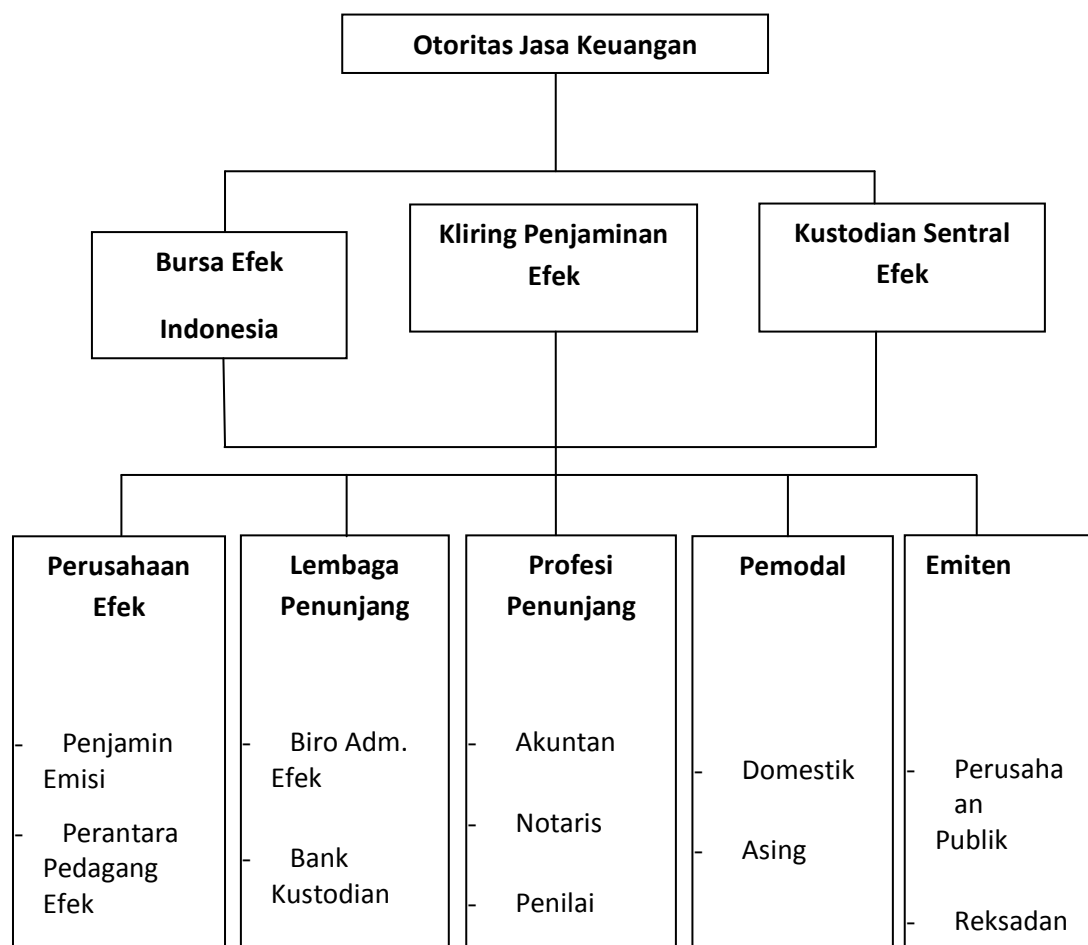 Otoritas Jasa Keuangan
Bursa Efek
Indonesia
Kliring Penjaminan
Efek
Kustodian Sentral
Efek
Perusahaan
Efek
- Penjamin
Emisi
- Perantara
Pedagang
Efek
Lembaga
Penunjang
- Biro Adm.
Efek
- Bank
Kustodian
Profesi
Penunjang
- Akuntan
- Notaris
- Penilai
Pemodal
- Domestik
- Asing
Emiten
- Perusaha
an
Publik
- Reksadan